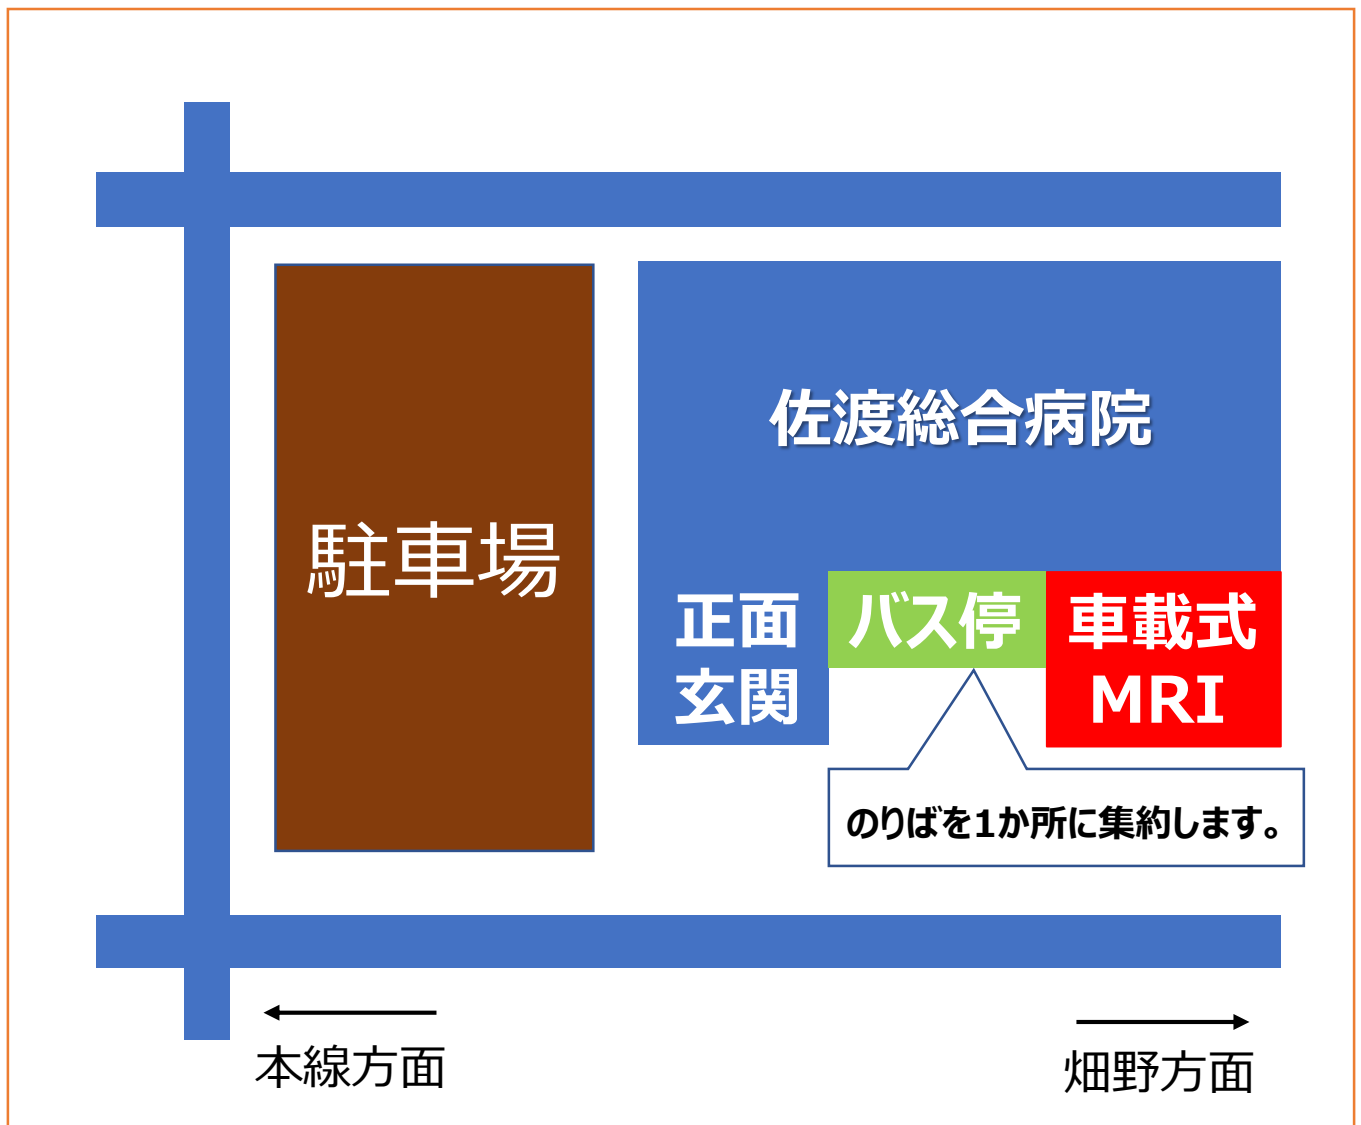 佐渡総合病院
駐車場
正面
玄関
バス停
車載式
MRI
のりばを1か所に集約します。
本線方面
畑野方面